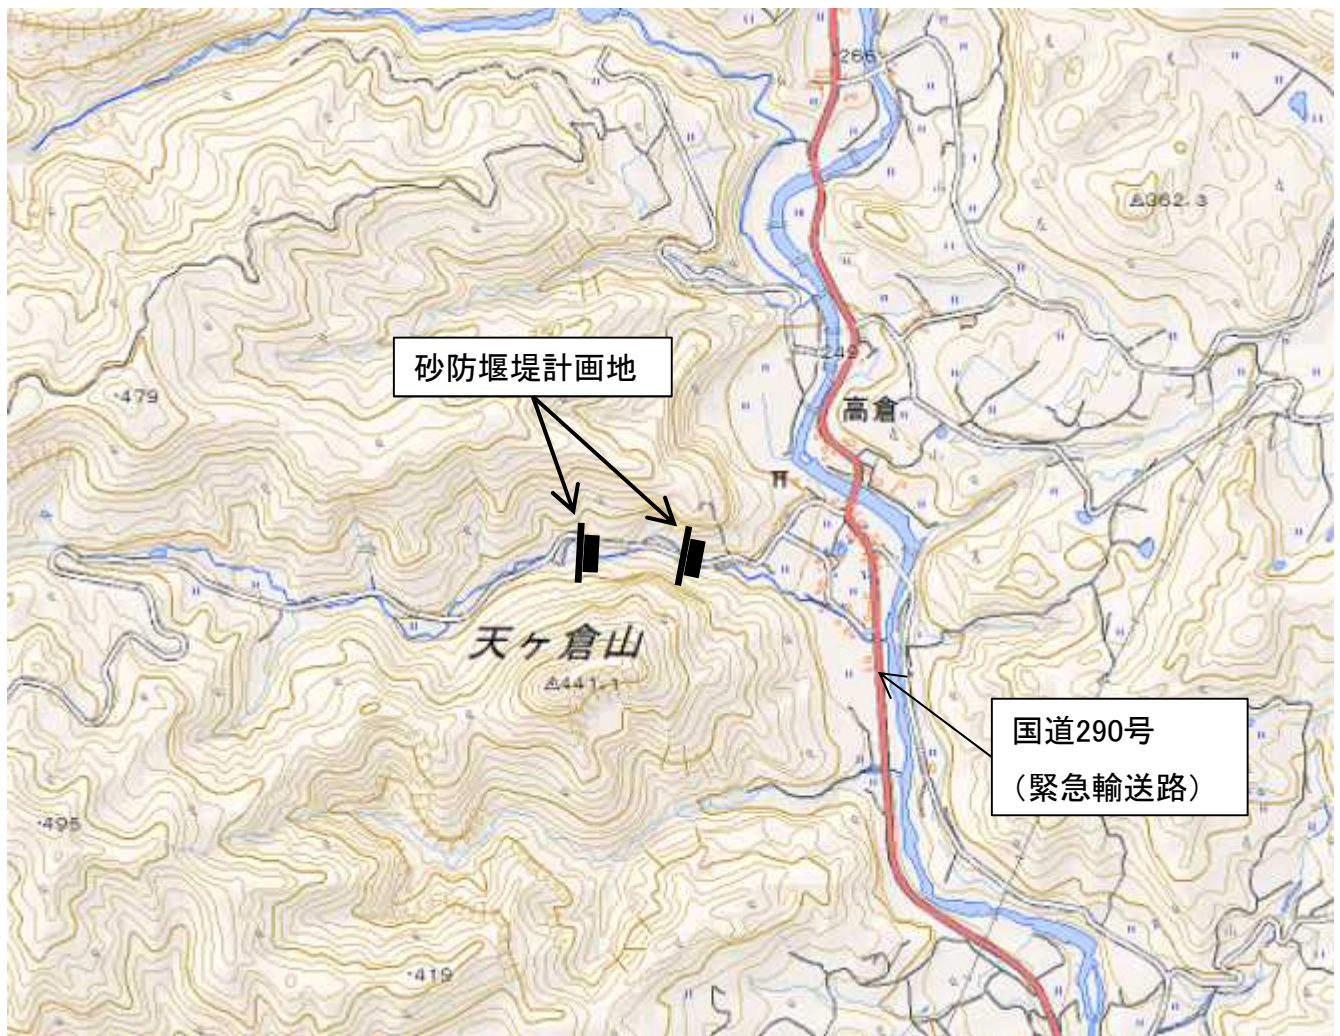 ・266
△362.3
砂防堰堤計画地
249
・479
高倉
天ヶ倉山
△441.1
国道290号
（緊急輸送路）
・495
・419